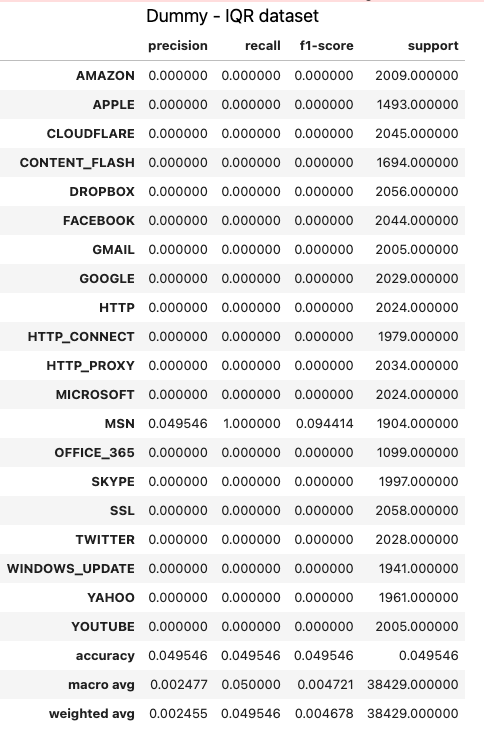 Dummy - IQR dataset
precision recall f1-score support
AMAZON 0.000000 0.000000 0.000000 2009.000000
APPLE 0.000000 0.000000 0.000000 1493.000000
CLOUDFLARE 0.000000 0.000000 0.000000 2045.000000
CONTENT_FLASH 0.000000 0.000000 0.000000 1694.000000
DROPBOX 0.000000 0.000000 0.000000 2056.000000
FACEBOOK 0.000000 0.000000 0.000000 2044.000000
GMAIL 0.000000 0.000000 0.000000 2005.000000
GOOGLE 0.000000 0.000000 0.000000 2029.000000
HTTP 0.000000 0.000000 0.000000 2024.000000
HTTP_CONNECT 0.000000 0.000000 0.000000 1979.000000
HTTP_PROXY 0.000000 0.000000 0.000000 2034.000000
MICROSOFT 0.000000 0.000000 0.000000 2024.000000
MSN 0.049546 1.000000 0.094414 1904.000000
OFFICE_365 0.000000 0.000000 0.000000 1099.000000
SKYPE 0.000000 0.000000 0.000000 1997.000000
SSL 0.000000 0.000000 0.000000 2058.000000
TWITTER 0.000000 0.000000 0.000000 2028.000000
WINDOWS_UPDATE 0.000000 0.000000 0.000000 1941.000000
YAHOO 0.000000 0.000000 0.000000 1961.000000
YOUTUBE 0.000000 0.000000 0.000000 2005.000000
accuracy 0.049546 0.049546 0.049546 0.049546
macro avg 0.002477 0.050000 0.004721 38429.000000
weighted avg 0.002455 0.049546 0.004678 38429.000000